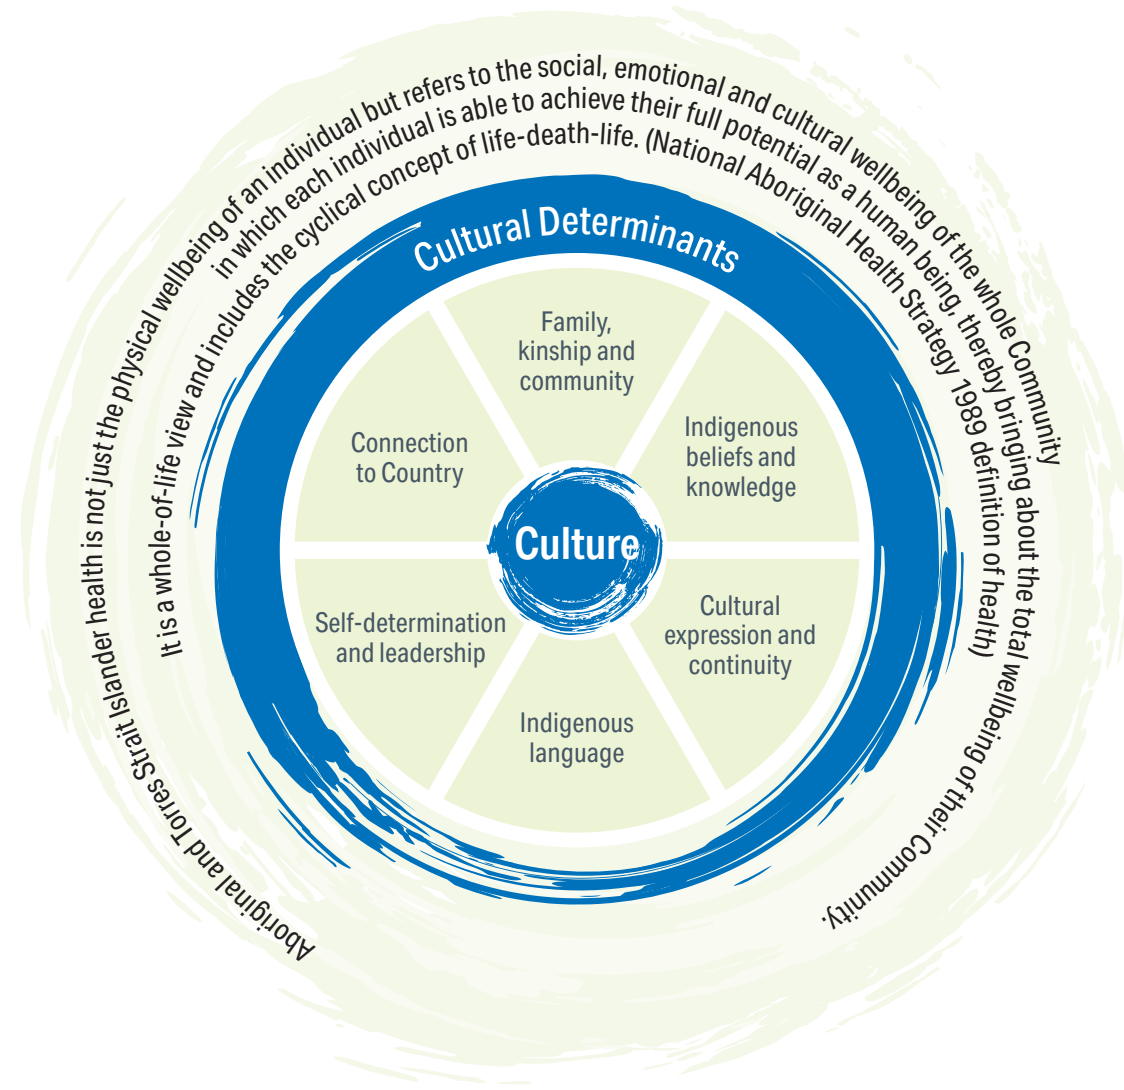 Aboriginal and Torres Strait Islander health is not just the physical wellbeing of an individual but refers to the social, emotional and cultural wellbeing of the whole Community
in which each individual is able to achieve their full potential as a human being, thereby bringing about the total wellbeing of their Community.
It is a whole-of-life view and includes the cyclical concept of life-death-life. (National Aboriginal Health Strategy 1989 definition of health)
Cultural Determinants
Family,
kinship and
community
Indigenous
beliefs and
knowledge
Cultural
expression and
continuity
Indigenous
language
Self-determination
and leadership
Connection
to Country
Culture